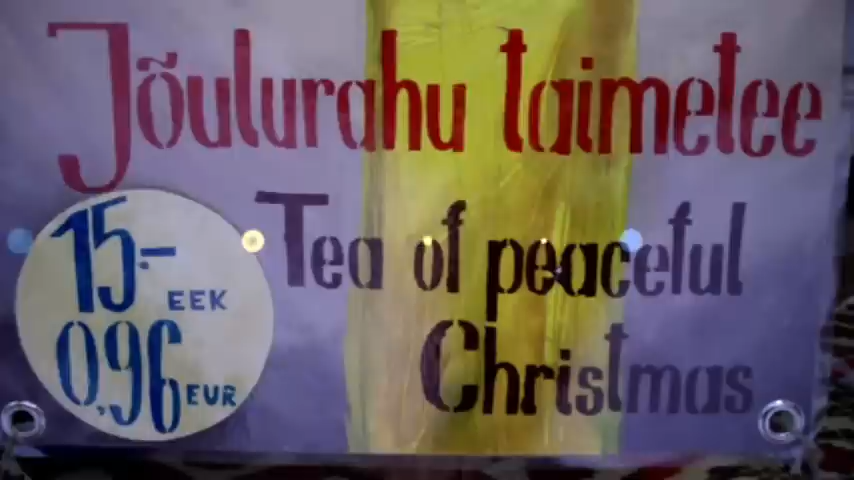 Jõulurahu taimetee
Tea of peaceful
Christmas
15.-
EEK
0,96 EUR